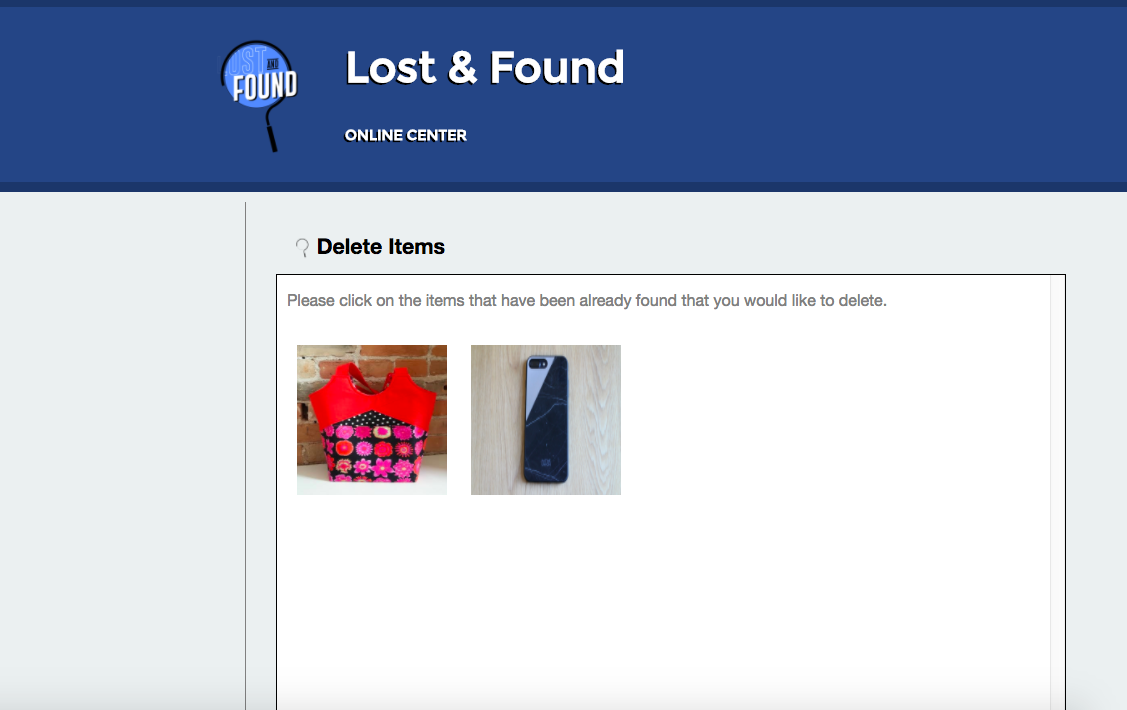 LOST
AND
FOUND
Lost & Found
ONLINE CENTER
Delete Items
Please click on the items that have been already found that you would like to delete.